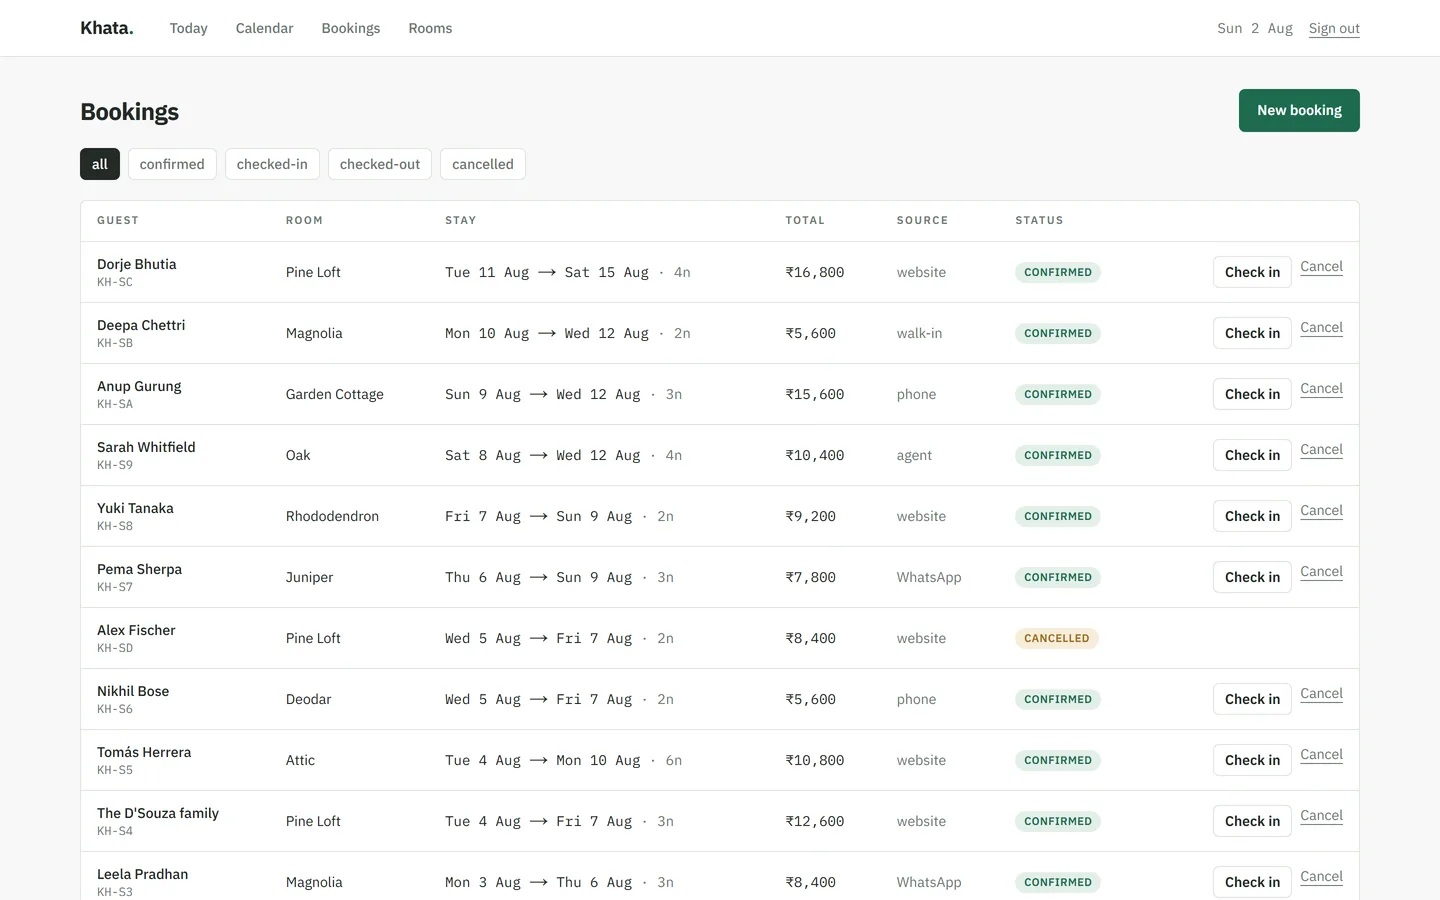 Khata. Today Calendar Bookings Rooms Sun 2 Aug Sign out
Bookings New booking
all confirmed checked-in checked-out cancelled
GUEST ROOM STAY TOTAL SOURCE STATUS
Dorje Bhutia
KH-SC
Pine Loft Tue 11 Aug → Sat 15 Aug · 4n ₹16,800 website CONFIRMED Check in Cancel
Deepa Chettri
KH-SB
Magnolia Mon 10 Aug → Wed 12 Aug · 2n ₹5,600 walk-in CONFIRMED Check in Cancel
Anup Gurung
KH-SA
Garden Cottage Sun 9 Aug → Wed 12 Aug · 3n ₹15,600 phone CONFIRMED Check in Cancel
Sarah Whitfield
KH-S9
Oak Sat 8 Aug → Wed 12 Aug · 4n ₹10,400 agent CONFIRMED Check in Cancel
Yuki Tanaka
KH-S8
Rhododendron Fri 7 Aug → Sun 9 Aug · 2n ₹9,200 website CONFIRMED Check in Cancel
Pema Sherpa
KH-S7
Juniper Thu 6 Aug → Sun 9 Aug · 3n ₹7,800 WhatsApp CONFIRMED Check in Cancel
Alex Fischer
KH-SD
Pine Loft Wed 5 Aug → Fri 7 Aug · 2n ₹8,400 website CANCELLED
Nikhil Bose
KH-S6
Deodar Wed 5 Aug → Fri 7 Aug · 2n ₹5,600 phone CONFIRMED Check in Cancel
Tomás Herrera
KH-S5
Attic Tue 4 Aug → Mon 10 Aug · 6n ₹10,800 website CONFIRMED Check in Cancel
The D'Souza family
KH-S4
Pine Loft Tue 4 Aug → Fri 7 Aug · 3n ₹12,600 website CONFIRMED Check in Cancel
Leela Pradhan
KH-S3
Magnolia Mon 3 Aug → Thu 6 Aug · 3n ₹8,400 WhatsApp CONFIRMED Check in Cancel